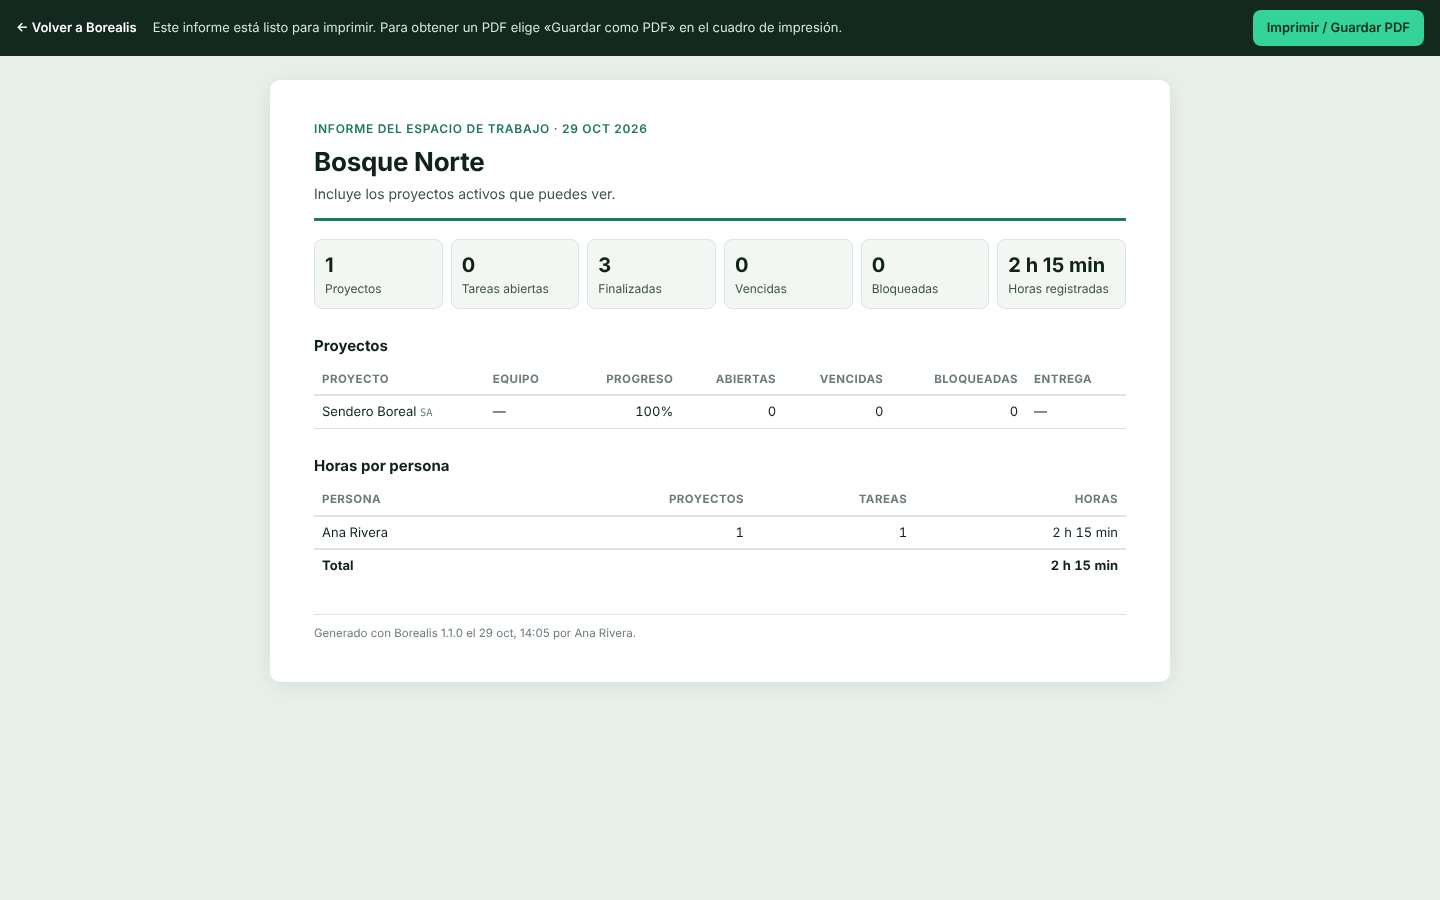 ← Volver a Borealis Este informe está listo para imprimir. Para obtener un PDF elige «Guardar como PDF» en el cuadro de impresión. Imprimir / Guardar PDF
INFORME DEL ESPACIO DE TRABAJO · 29 OCT 2026
Bosque Norte
Incluye los proyectos activos que puedes ver.
1 0 3 0 0 2 h 15 min
Proyectos Tareas abiertas Finalizadas Vencidas Bloqueadas Horas registradas
Proyectos
PROYECTO EQUIPO PROGRESO ABIERTAS VENCIDAS BLOQUEADAS ENTREGA
Sendero Boreal SA — 100% 0 0 0 —
Horas por persona
PERSONA PROYECTOS TAREAS HORAS
Ana Rivera 1 1 2 h 15 min
Total 2 h 15 min
Generado con Borealis 1.1.0 el 29 oct, 14:05 por Ana Rivera.